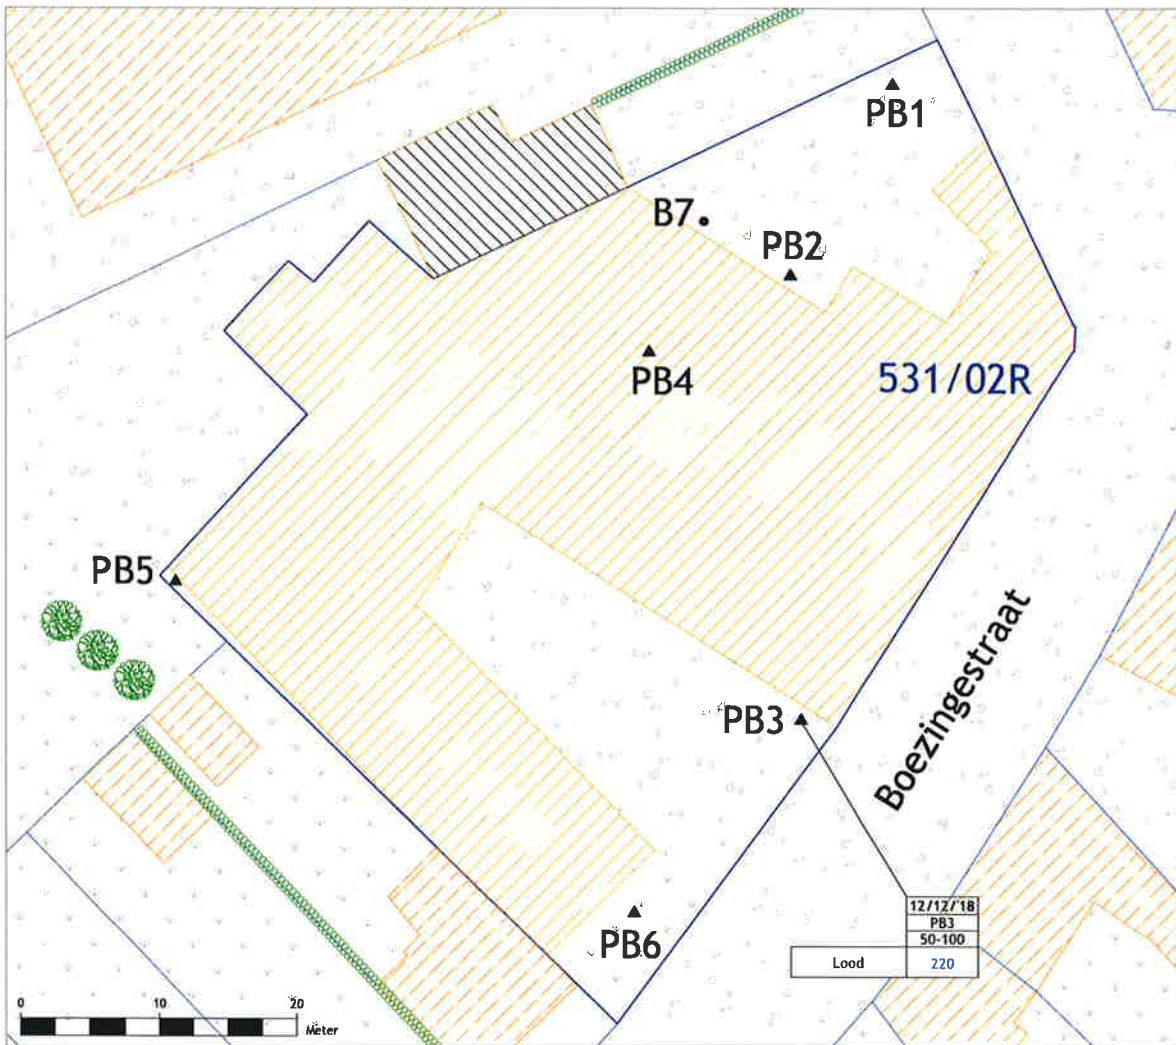 PB1
B7
PB2
PB4
531/02R
PB5
PB3
Boezingestraat
12/12/'18
PB3
50-100
Lood 220
PB6
0 10 20
Meter